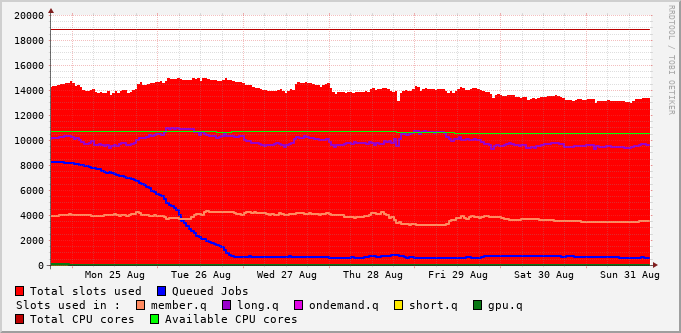 20000
18000
16000
14000
12000
10000
8000
6000
4000
2000
0
Mon 25 Aug Tue 26 Aug Wed 27 Aug Thu 28 Aug Fri 29 Aug Sat 30 Aug Sun 31 Aug
RRDTOOL / TOBI OETIKER
Total slots used Queued Jobs
Slots used in : member.q long.q ondemand.q short.q gpu.q
Total CPU cores Available CPU cores